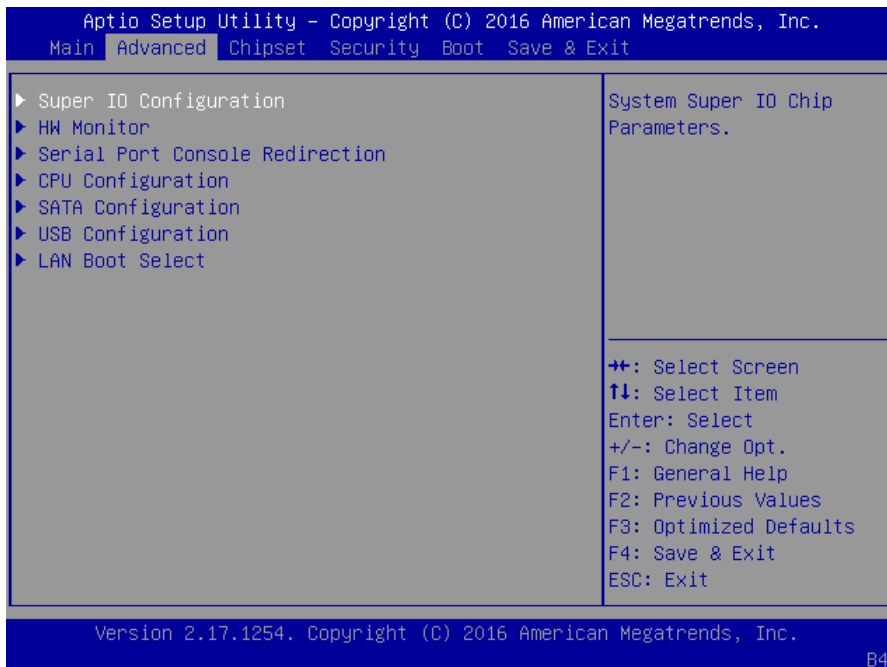 Aptio Setup Utility – Copyright (C) 2016 American Megatrends, Inc.
Main Advanced Chipset Security Boot Save & Exit
▶ Super IO Configuration
▶ HW Monitor
▶ Serial Port Console Redirection
▶ CPU Configuration
▶ SATA Configuration
▶ USB Configuration
▶ LAN Boot Select
System Super IO Chip
Parameters.
→←: Select Screen
↑↓: Select Item
Enter: Select
+/-: Change Opt.
F1: General Help
F2: Previous Values
F3: Optimized Defaults
F4: Save & Exit
ESC: Exit
Version 2.17.1254. Copyright (C) 2016 American Megatrends, Inc.
B4